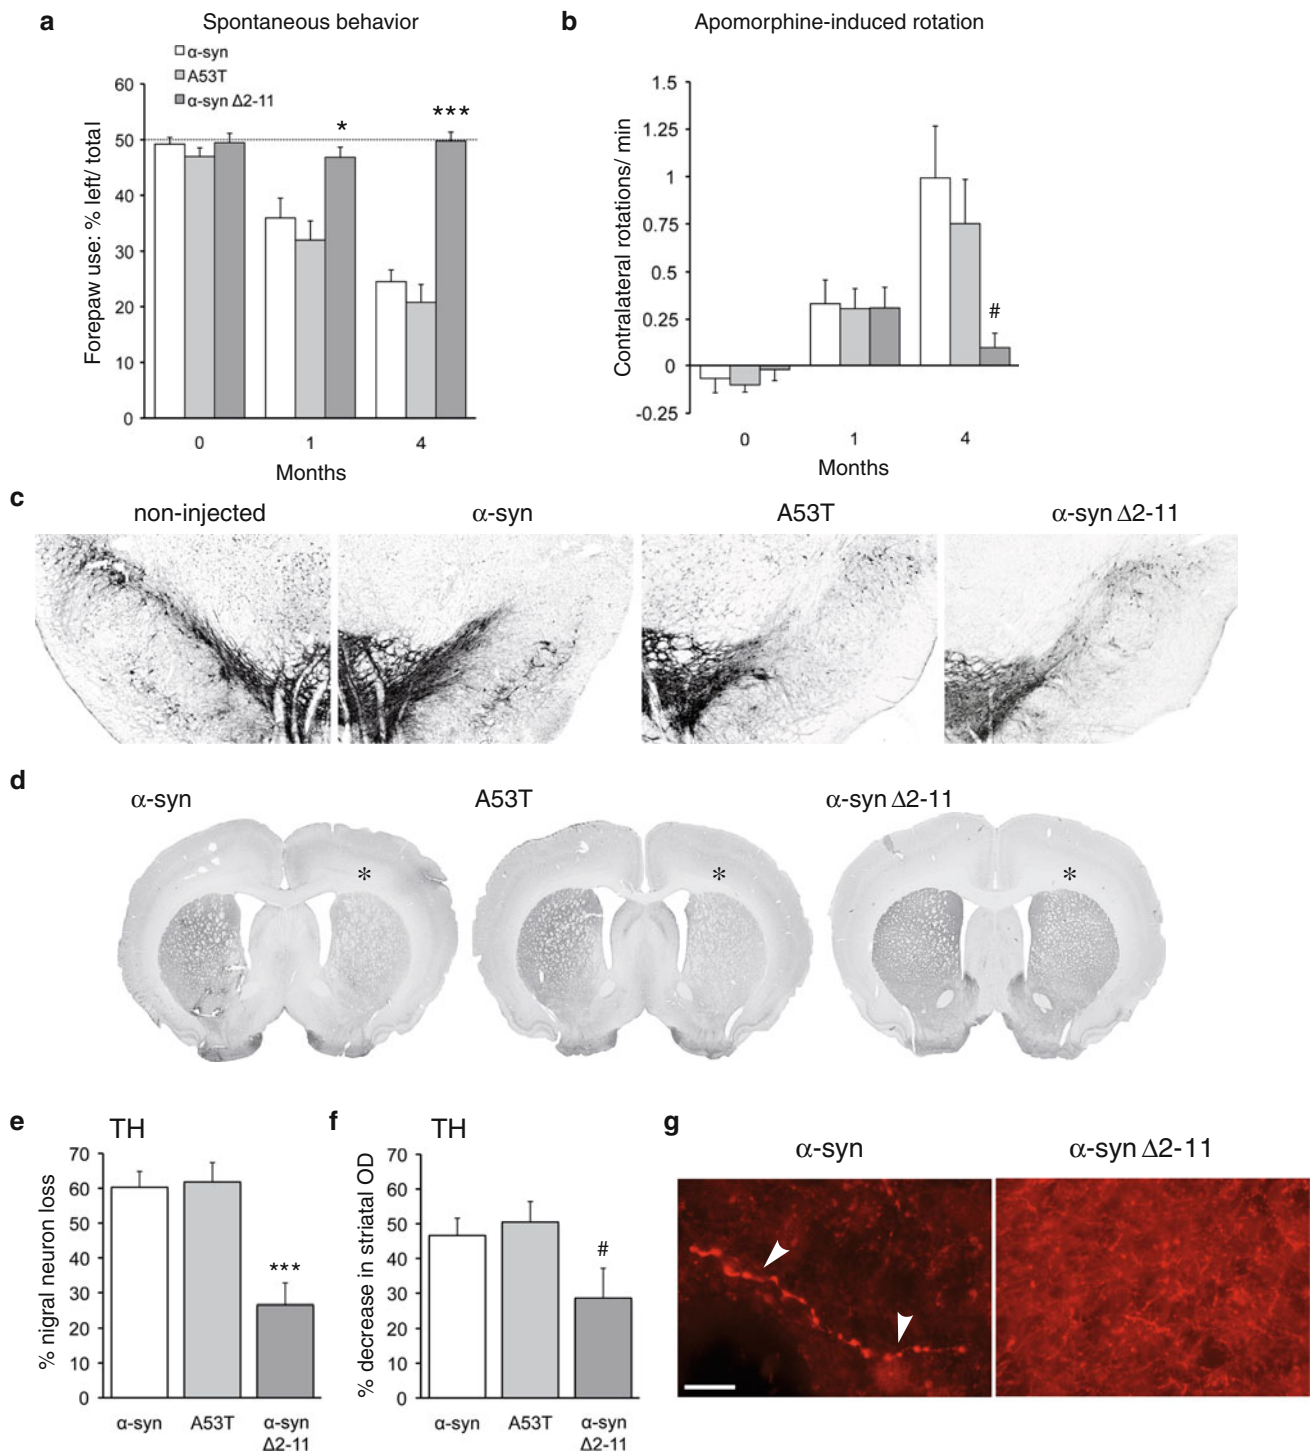 a
Spontaneous behavior
α-syn
A53T
α-syn Δ2-11
Forepaw use: % left/ total
60
50
40
30
20
10
0
*
***
0 1 4
Months
b
Apomorphine-induced rotation
Contralateral rotations/ min
1.5
1.25
1
0.75
0.5
0.25
0
-0.25
#
0 1 4
Months
c
non-injected α-syn A53T α-syn Δ2-11
d
α-syn A53T α-syn Δ2-11
* * *
e
TH
% nigral neuron loss
70
60
50
40
30
20
10
0
***
α-syn A53T α-syn
Δ2-11
f
TH
% decrease in striatal OD
70
60
50
40
30
20
10
0
#
α-syn A53T α-syn
Δ2-11
g
α-syn α-syn Δ2-11